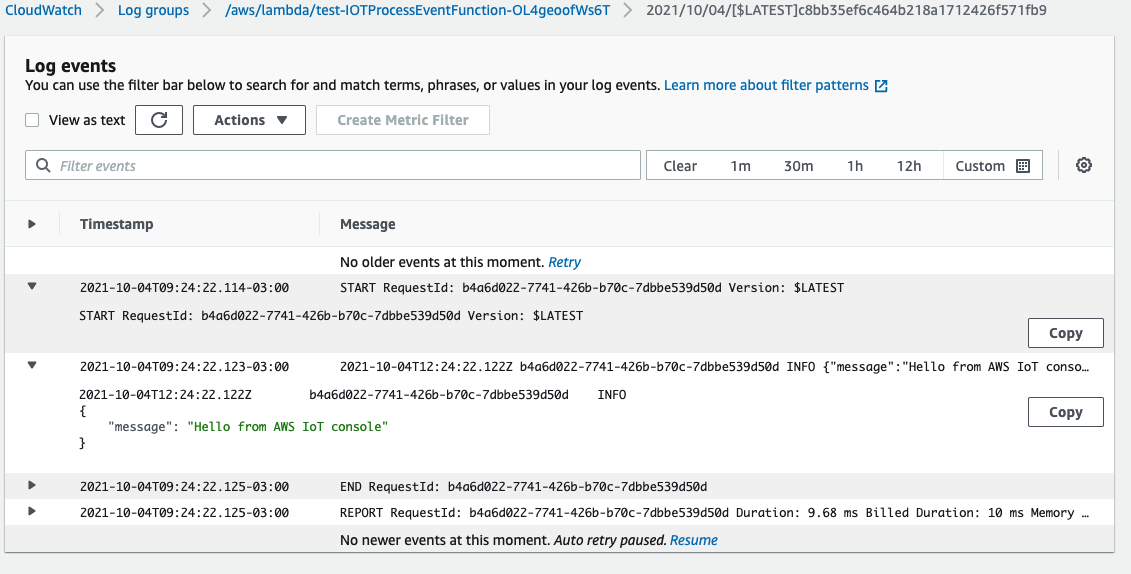 CloudWatch > Log groups > /aws/lambda/test-IOTProcessEventFunction-OL4geoofWs6T > 2021/10/04/[$LATEST]c8bb35ef6c464b218a1712426f571fb9
Log events
You can use the filter bar below to search for and match terms, phrases, or values in your log events. Learn more about filter patterns
View as text Actions Create Metric Filter
Filter events Clear 1m 30m 1h 12h Custom
Timestamp Message
No older events at this moment. Retry
2021-10-04T09:24:22.114-03:00 START RequestId: b4a6d022-7741-426b-b70c-7dbbe539d50d Version: $LATEST
START RequestId: b4a6d022-7741-426b-b70c-7dbbe539d50d Version: $LATEST
Copy
2021-10-04T09:24:22.123-03:00 2021-10-04T12:24:22.122Z b4a6d022-7741-426b-b70c-7dbbe539d50d INFO {"message":"Hello from AWS IoT conso…
2021-10-04T12:24:22.122Z b4a6d022-7741-426b-b70c-7dbbe539d50d INFO
Copy
{
"message": "Hello from AWS IoT console"
}
2021-10-04T09:24:22.125-03:00 END RequestId: b4a6d022-7741-426b-b70c-7dbbe539d50d
2021-10-04T09:24:22.125-03:00 REPORT RequestId: b4a6d022-7741-426b-b70c-7dbbe539d50d Duration: 9.68 ms Billed Duration: 10 ms Memory …
No newer events at this moment. Auto retry paused. Resume